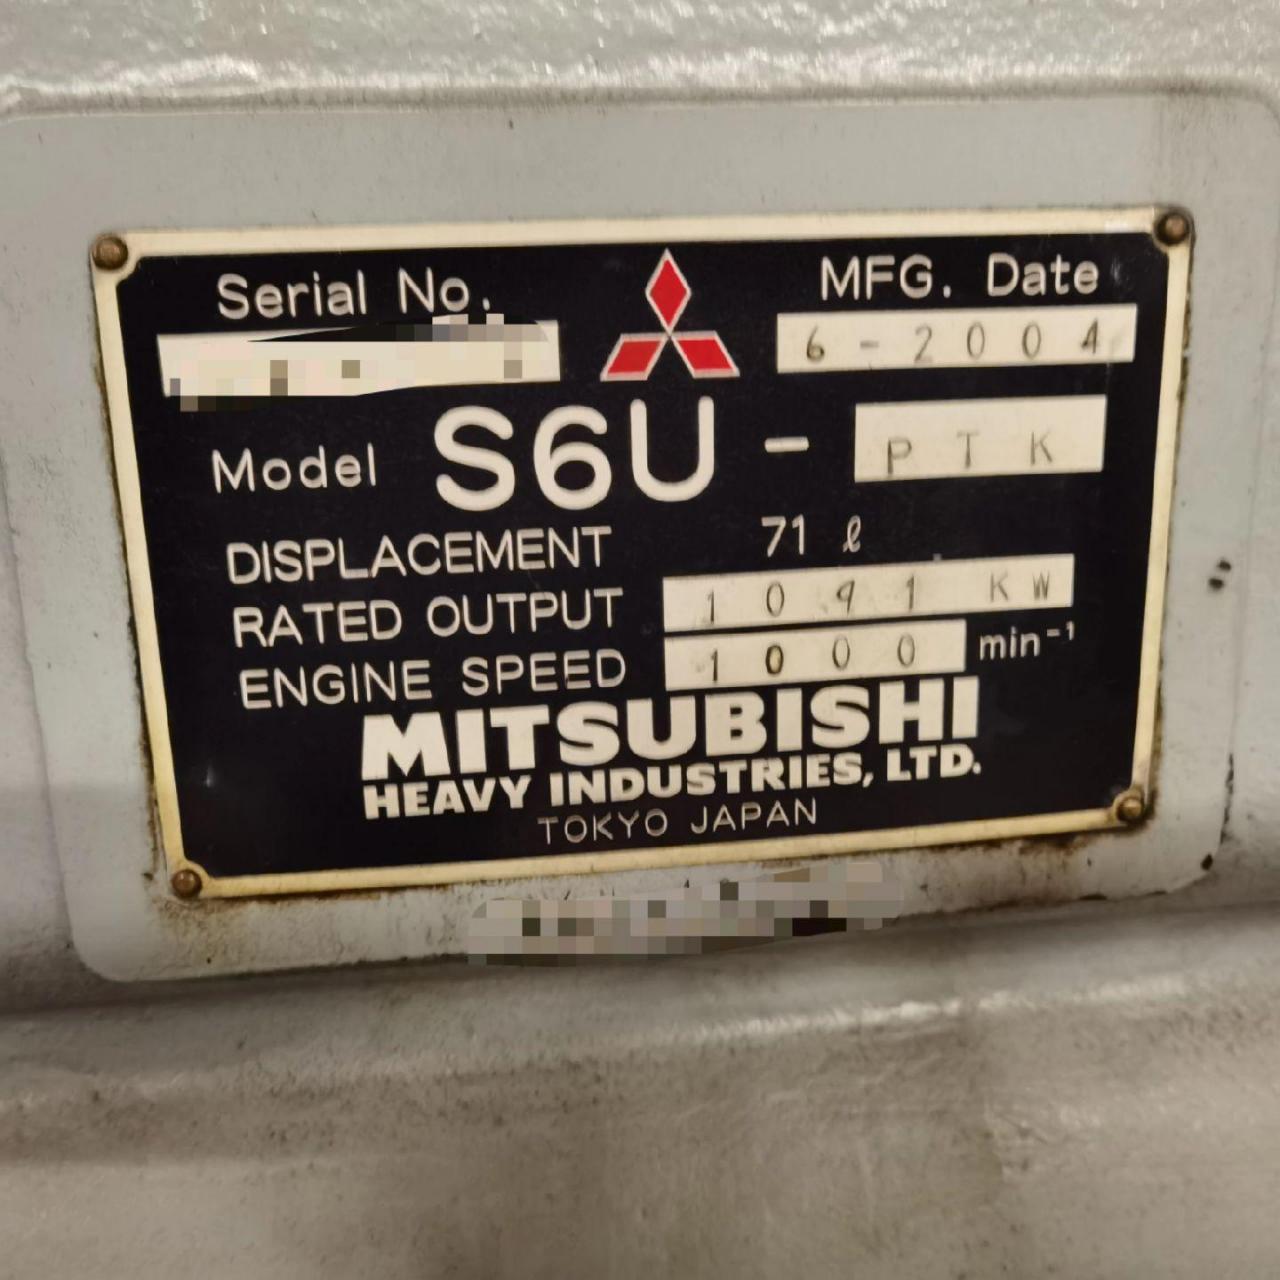 Serial No.
MFG. Date
6-2004
Model S6U-PTK
DISPLACEMENT 71 ℓ
RATED OUTPUT 1091 KW
ENGINE SPEED 1000 min⁻¹
MITSUBISHI
HEAVY INDUSTRIES, LTD.
TOKYO JAPAN